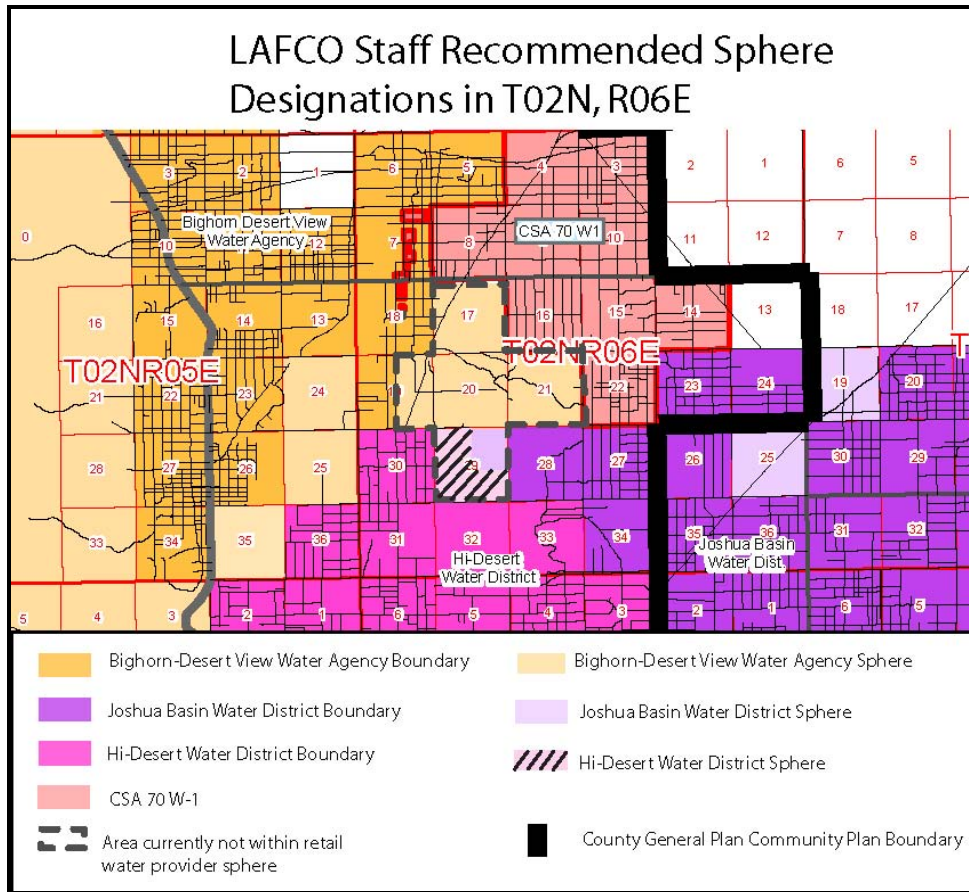 LAFCO Staff Recommended Sphere
Designations in T02N, R06E
3 2 1 6 5 4 3 2 1 6 5
Bighorn Desert View
Water Agency
0 10 12 7 8 CSA 70 W1 10 11 12 7 8
16 15 14 13 18 17 16 15 14 13 18 17
T02NR05E T02NR06E T
21 22 23 24 20 21 22 23 24 19 20
28 27 26 25 30 29 28 27 26 25 30 29
33 34 35 36 31 32 33 34 35 36 31 32
Hi-Desert
Water District
Joshua Basin
Water Dist.
5 4 3 2 1 6 5 4 3 2 1 6 5
Bighorn-Desert View Water Agency Boundary
Bighorn-Desert View Water Agency Sphere
Joshua Basin Water District Boundary
Joshua Basin Water District Sphere
Hi-Desert Water District Boundary
Hi-Desert Water District Sphere
CSA 70 W-1
Area currently not within retail
water provider sphere
County General Plan Community Plan Boundary